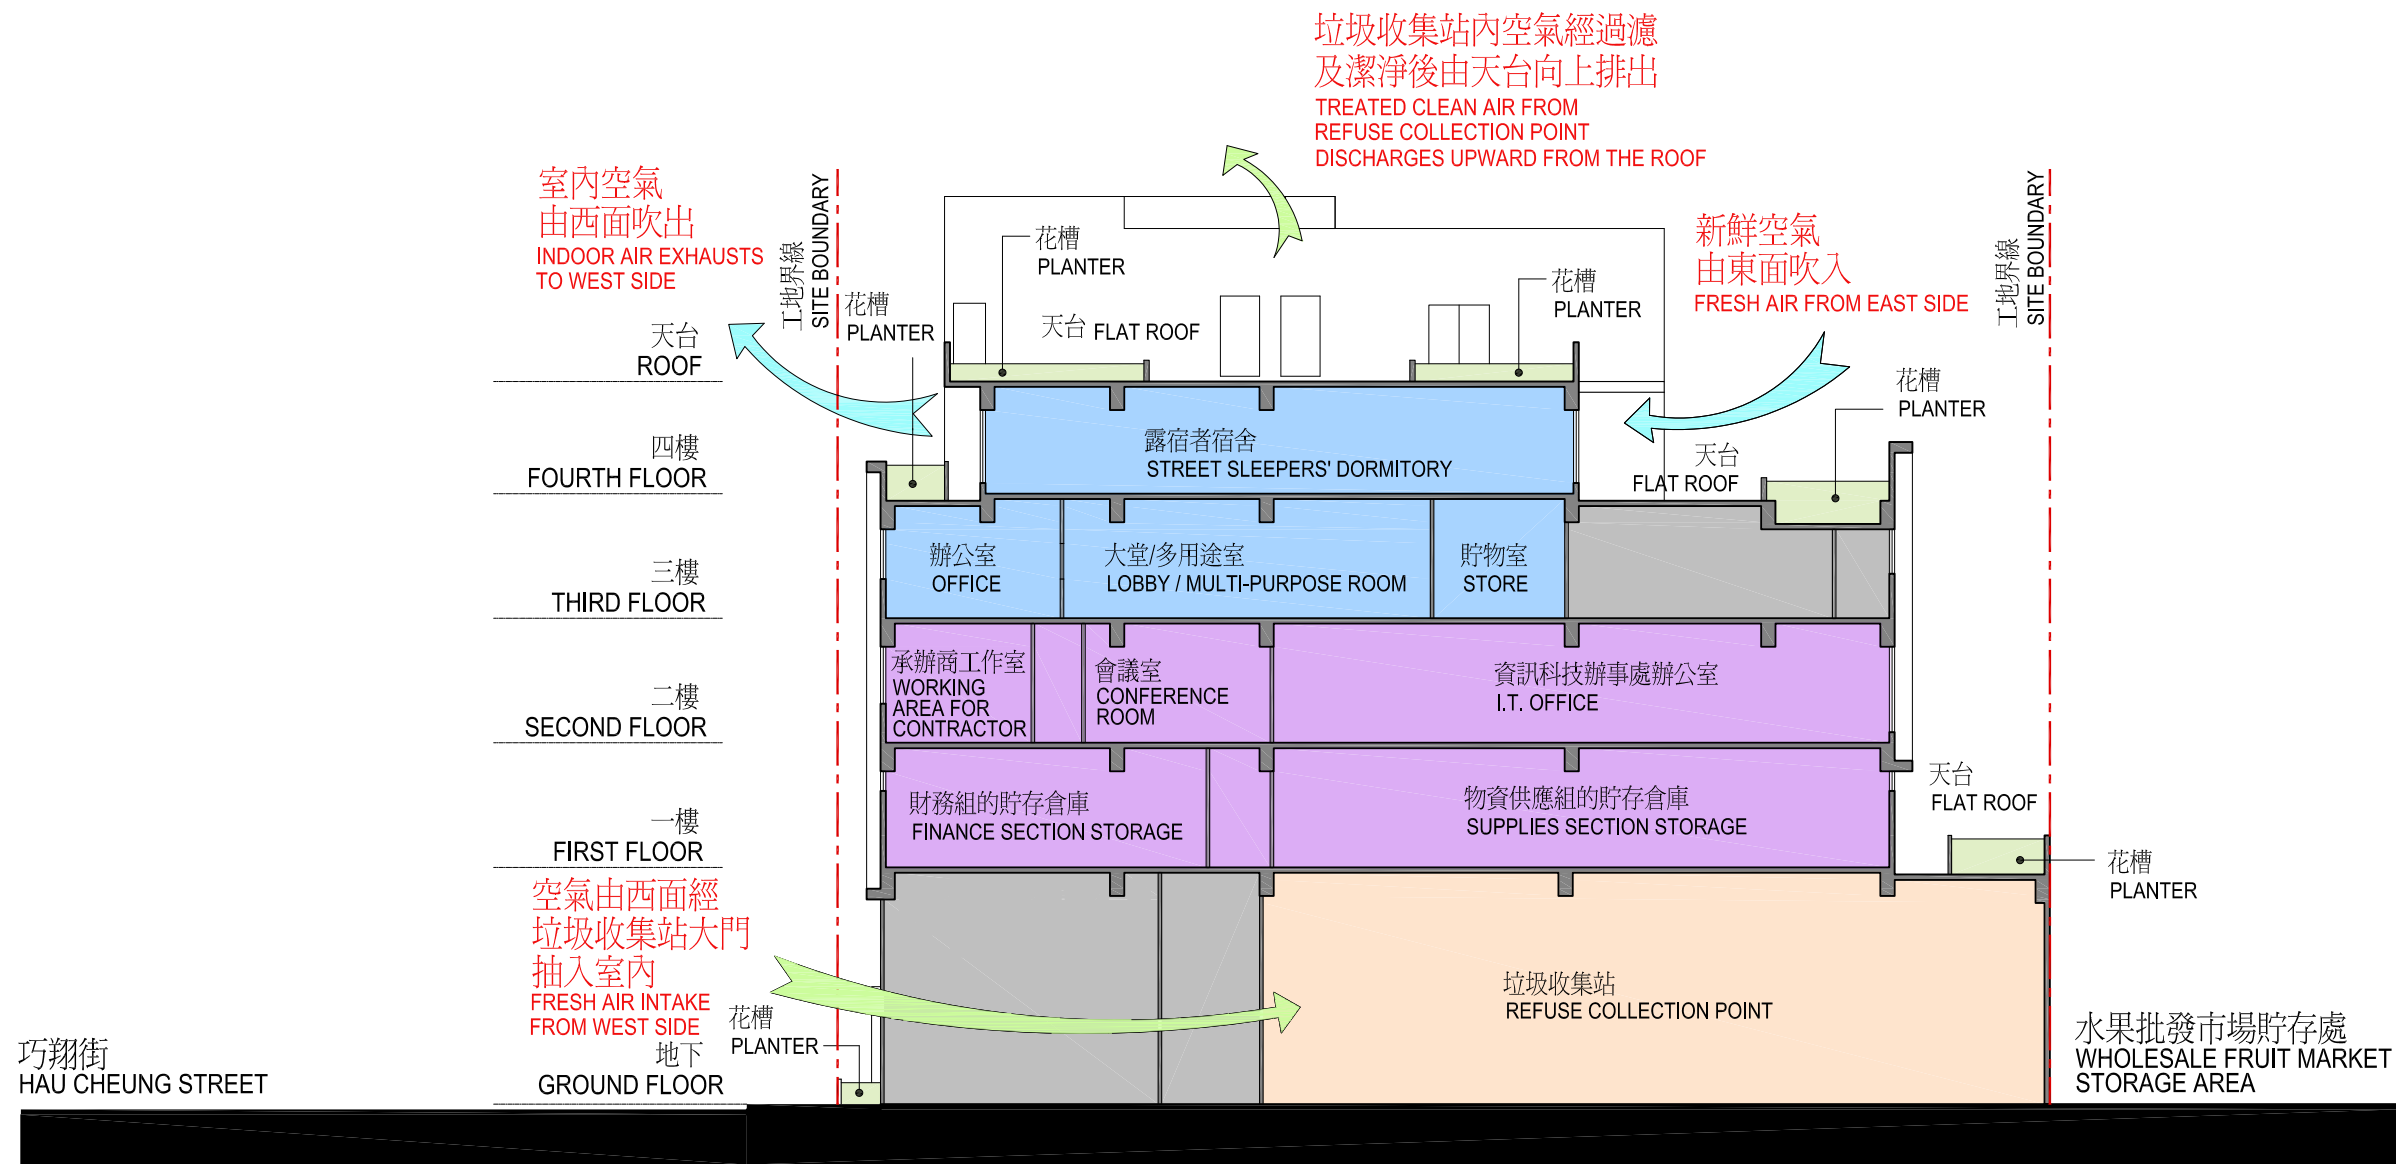 垃圾收集站內空氣經過濾
及潔淨後由天台向上排出
TREATED CLEAN AIR FROM
REFUSE COLLECTION POINT
DISCHARGES UPWARD FROM THE ROOF
室內空氣
由西面吹出
INDOOR AIR EXHAUSTS
TO WEST SIDE
工地界線
SITE BOUNDARY
花槽
PLANTER
花槽
PLANTER
天台 FLAT ROOF
花槽
PLANTER
新鮮空氣
由東面吹入
FRESH AIR FROM EAST SIDE
工地界線
SITE BOUNDARY
天台
ROOF
花槽
PLANTER
四樓
FOURTH FLOOR
露宿者宿舍
STREET SLEEPERS' DORMITORY
天台
FLAT ROOF
三樓
THIRD FLOOR
辦公室
OFFICE
大堂/多用途室
LOBBY / MULTI-PURPOSE ROOM
貯物室
STORE
二樓
SECOND FLOOR
承辦商工作室
WORKING
AREA FOR
CONTRACTOR
會議室
CONFERENCE
ROOM
資訊科技辦事處辦公室
I.T. OFFICE
一樓
FIRST FLOOR
財務組的貯存倉庫
FINANCE SECTION STORAGE
物資供應組的貯存倉庫
SUPPLIES SECTION STORAGE
天台
FLAT ROOF
花槽
PLANTER
空氣由西面經
垃圾收集站大門
抽入室內
FRESH AIR INTAKE
FROM WEST SIDE
花槽
PLANTER
地下
GROUND FLOOR
垃圾收集站
REFUSE COLLECTION POINT
巧翔街
HAU CHEUNG STREET
水果批發市場貯存處
WHOLESALE FRUIT MARKET
STORAGE AREA